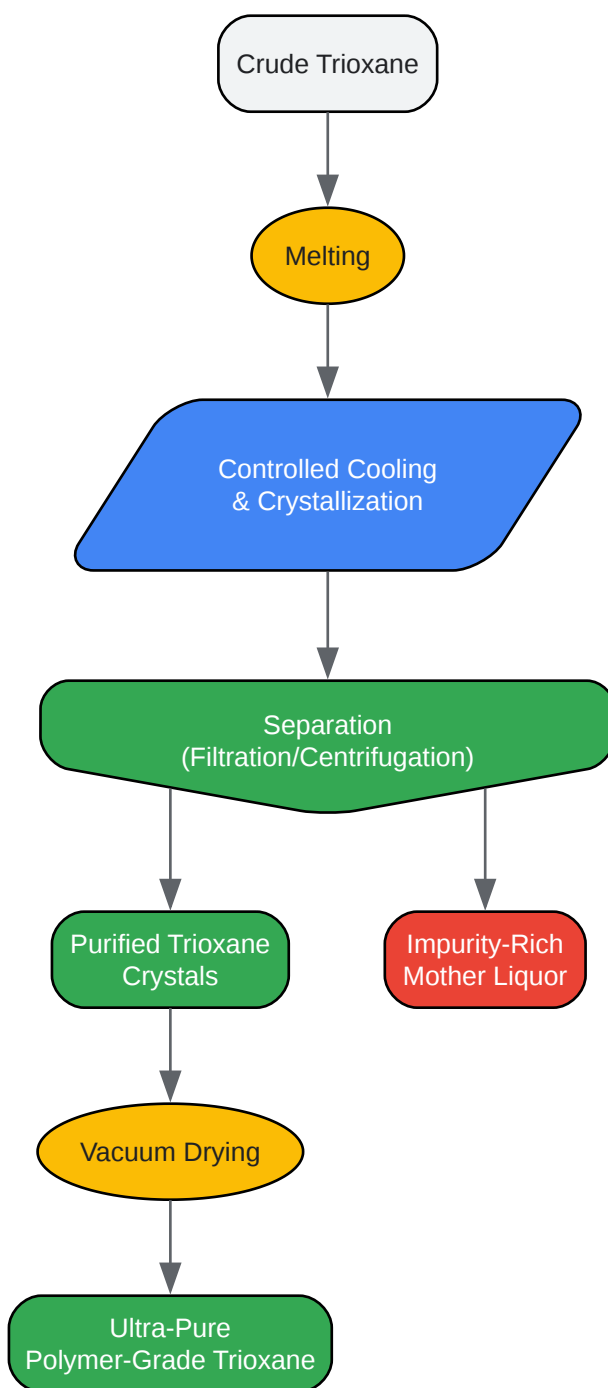 Crude Trioxane
Melting
Controlled Cooling
& Crystallization
Separation
(Filtration/Centrifugation)
Purified Trioxane
Crystals
Impurity-Rich
Mother Liquor
Vacuum Drying
Ultra-Pure
Polymer-Grade Trioxane